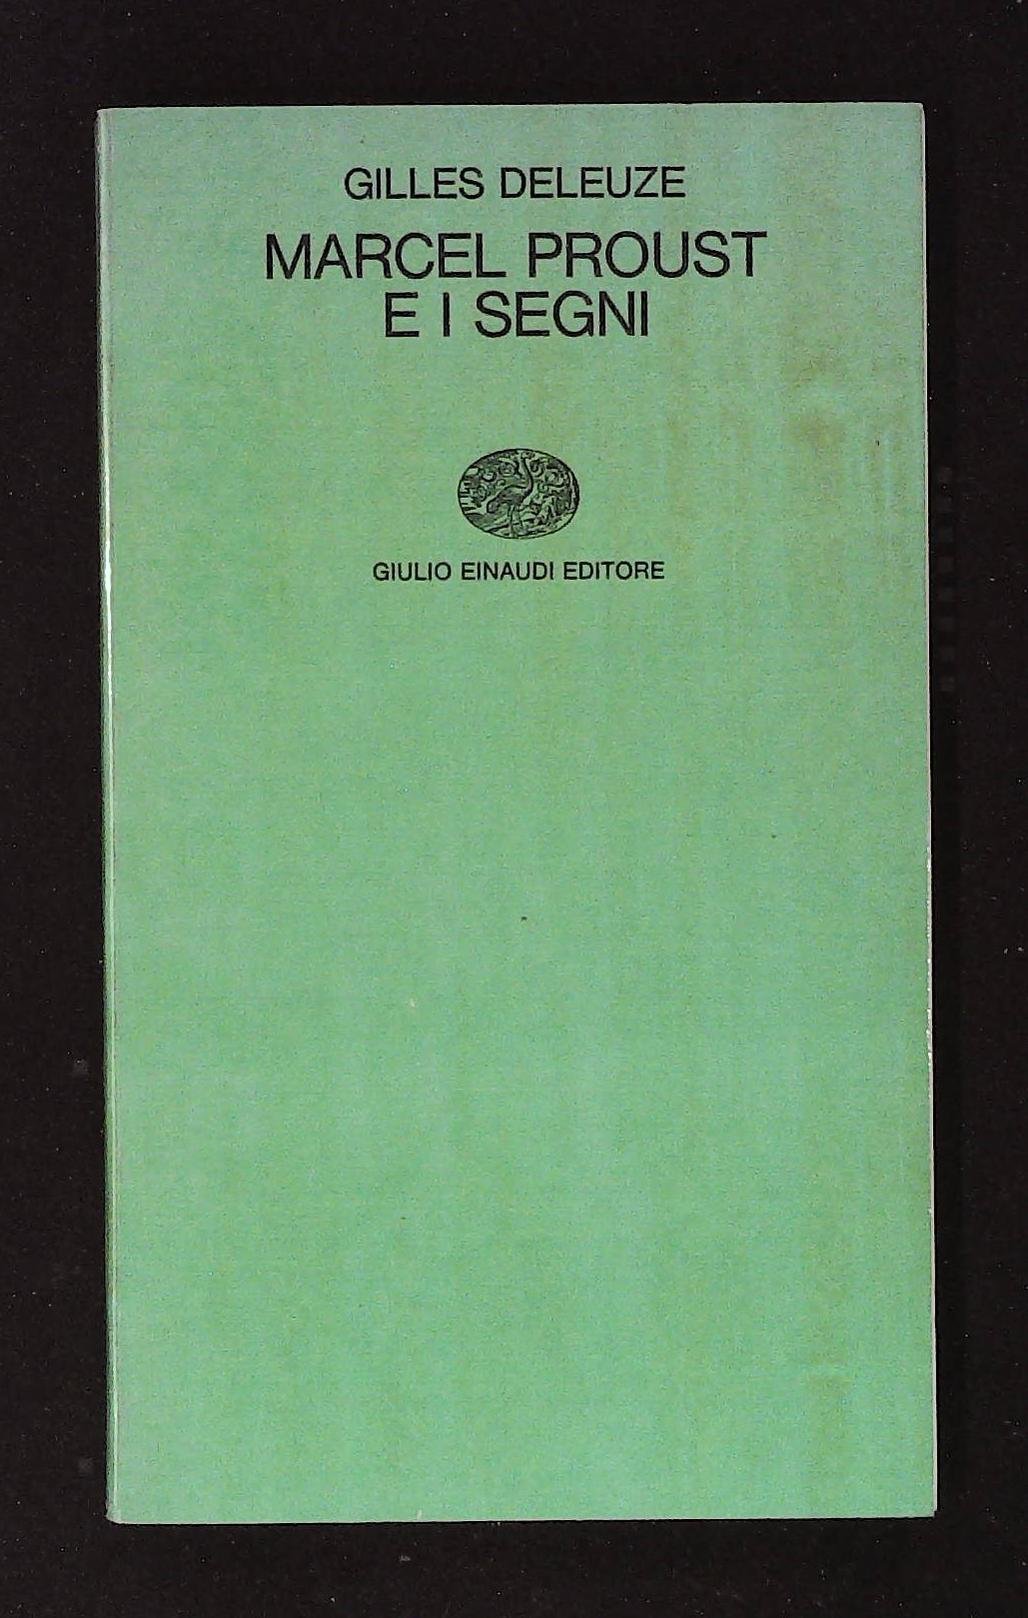 GILLES DELEUZE
MARCEL PROUST
E I SEGNI
GIULIO EINAUDI EDITORE